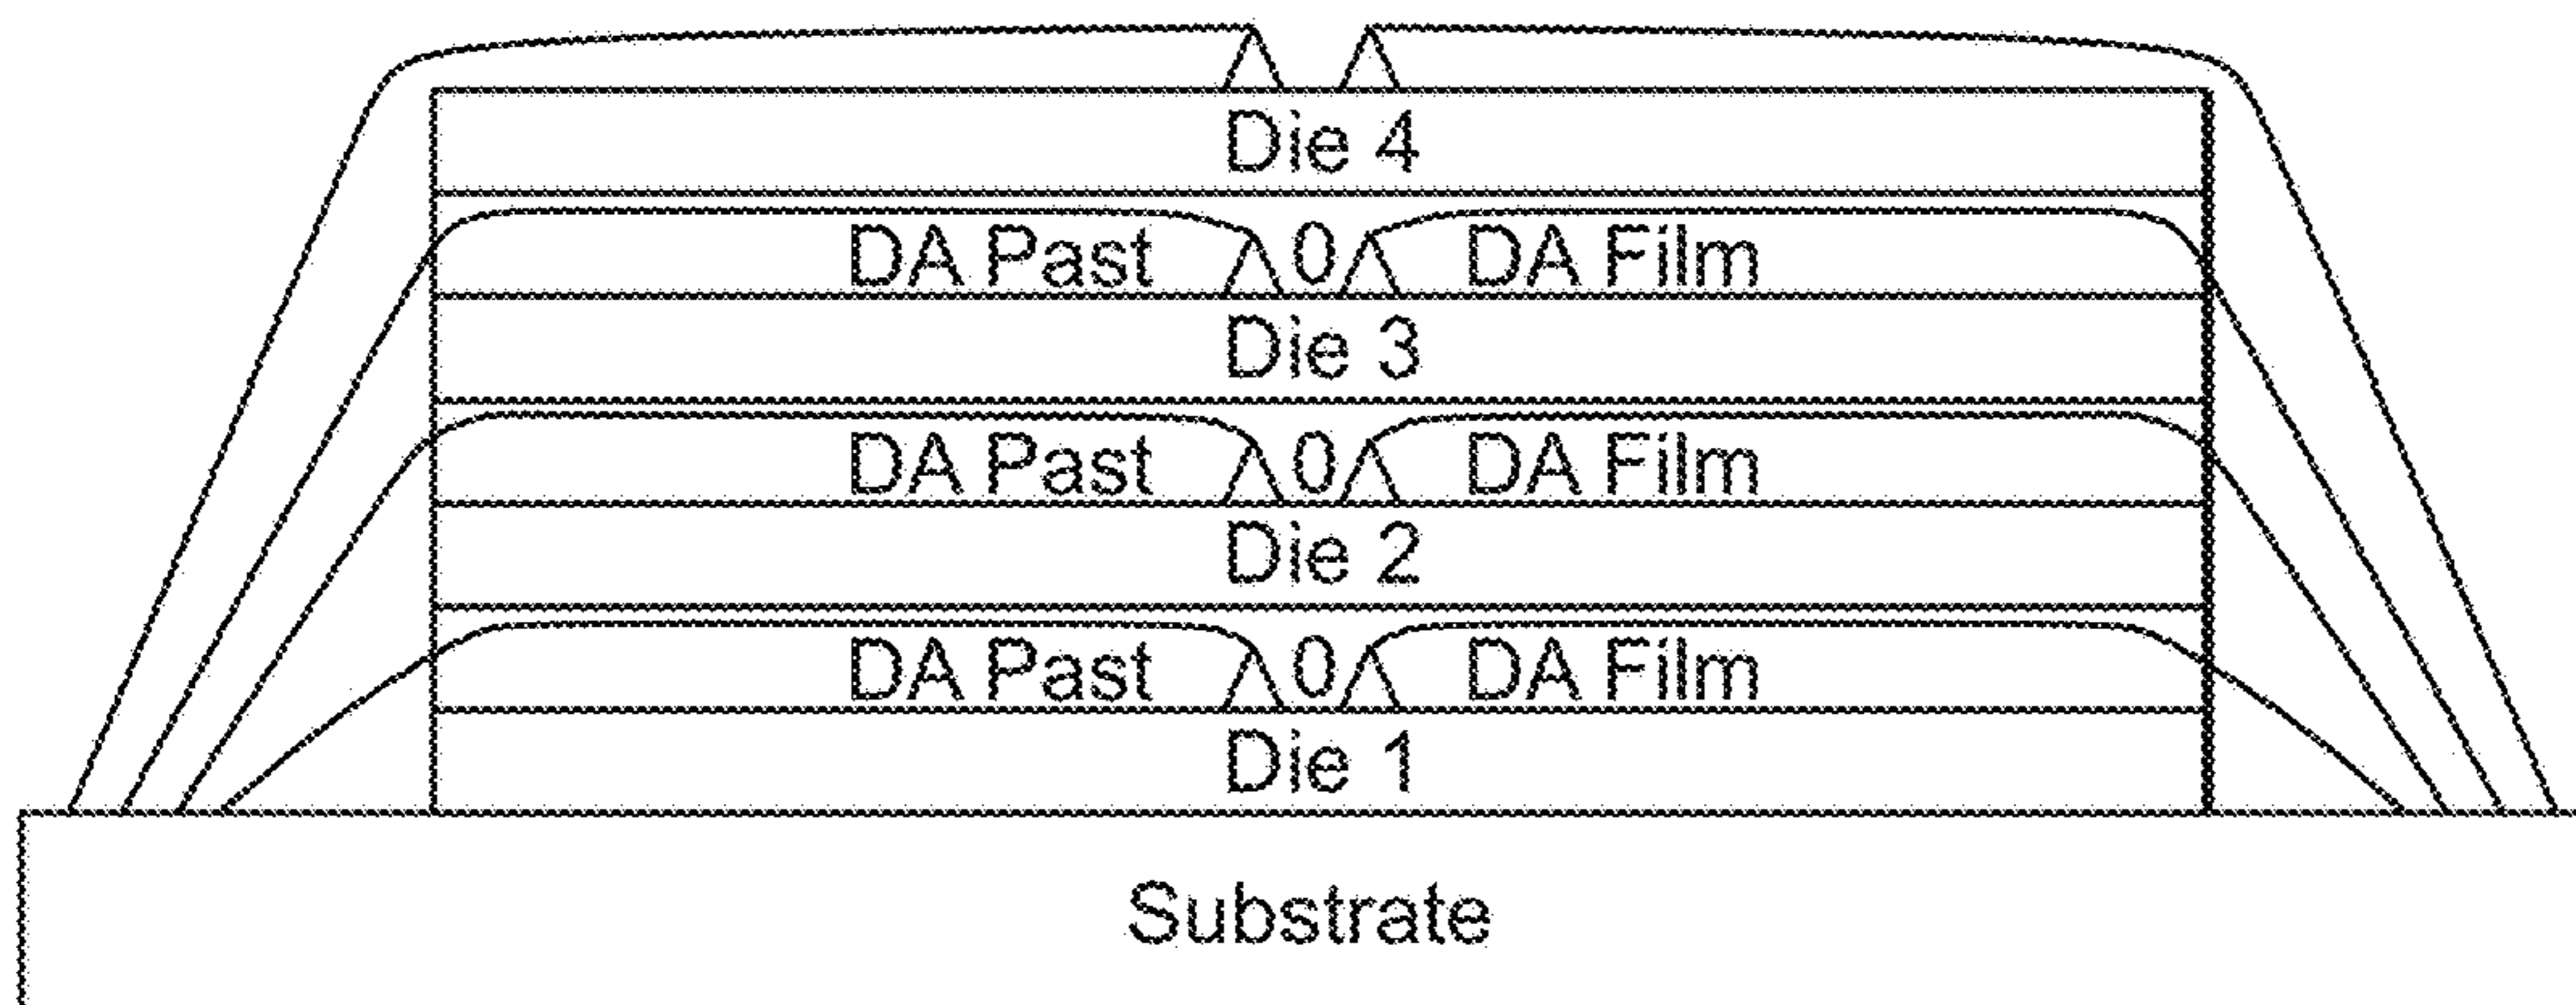 Die 4
DA Past 0 DA Film
Die 3
DA Past 0 DA Film
Die 2
DA Past 0 DA Film
Die 1
Substrate